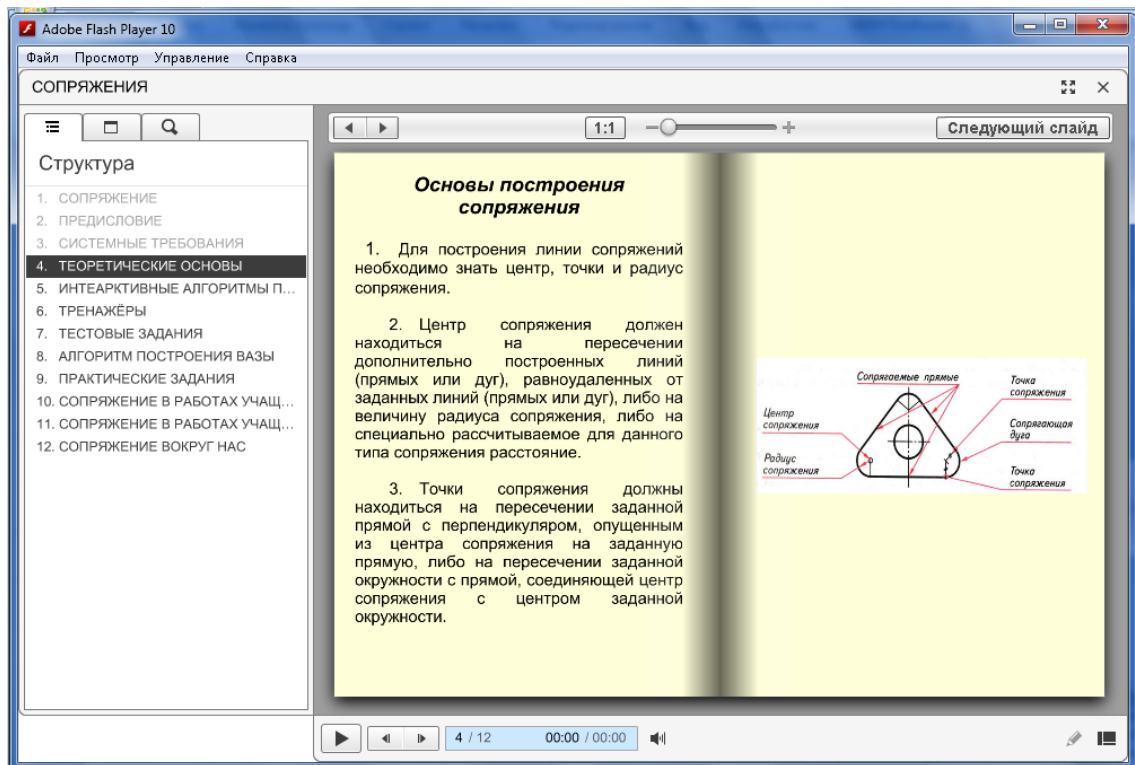 Adobe Flash Player 10
Файл Просмотр Управление Справка
СОПРЯЖЕНИЯ
1:1
Следующий слайд
Структура
1. СОПРЯЖЕНИЕ
2. ПРЕДИСЛОВИЕ
3. СИСТЕМНЫЕ ТРЕБОВАНИЯ
4. ТЕОРЕТИЧЕСКИЕ ОСНОВЫ
5. ИНТЕАРКТИВНЫЕ АЛГОРИТМЫ П...
6. ТРЕНАЖЁРЫ
7. ТЕСТОВЫЕ ЗАДАНИЯ
8. АЛГОРИТМ ПОСТРОЕНИЯ ВАЗЫ
9. ПРАКТИЧЕСКИЕ ЗАДАНИЯ
10. СОПРЯЖЕНИЕ В РАБОТАХ УЧАЩ...
11. СОПРЯЖЕНИЕ В РАБОТАХ УЧАЩ...
12. СОПРЯЖЕНИЕ ВОКРУГ НАС
Основы построения
сопряжения
1. Для построения линии сопряжений
необходимо знать центр, точки и радиус
сопряжения.
2. Центр сопряжения должен
находиться на пересечении
дополнительно построенных линий
(прямых или дуг), равноудаленных от
заданных линий (прямых или дуг), либо на
величину радиуса сопряжения, либо на
специально рассчитываемое для данного
типа сопряжения расстояние.
3. Точки сопряжения должны
находиться на пересечении заданной
прямой с перпендикуляром, опущенным
из центра сопряжения на заданную
прямую, либо на пересечении заданной
окружности с прямой, соединяющей центр
сопряжения с центром заданной
окружности.
Сопрягаемые прямые
Точка
сопряжения
Центр
сопряжения
Сопрягающая
дуга
Радиус
сопряжения
Точка
сопряжения
4 / 12 00:00 / 00:00